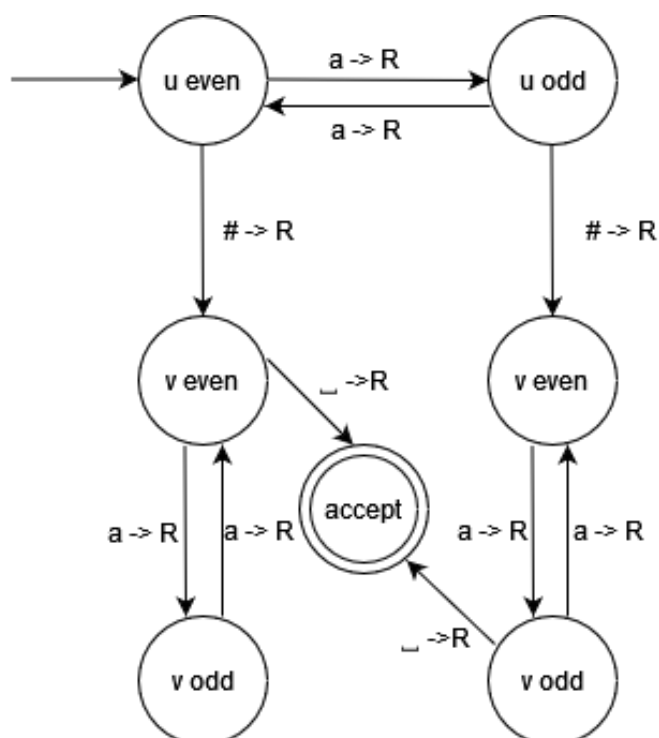 a -> R
u even
u odd
a -> R
# -> R
# -> R
v even
v even
␣ ->R
accept
a -> R
a -> R
a -> R
a -> R
␣ ->R
v odd
v odd